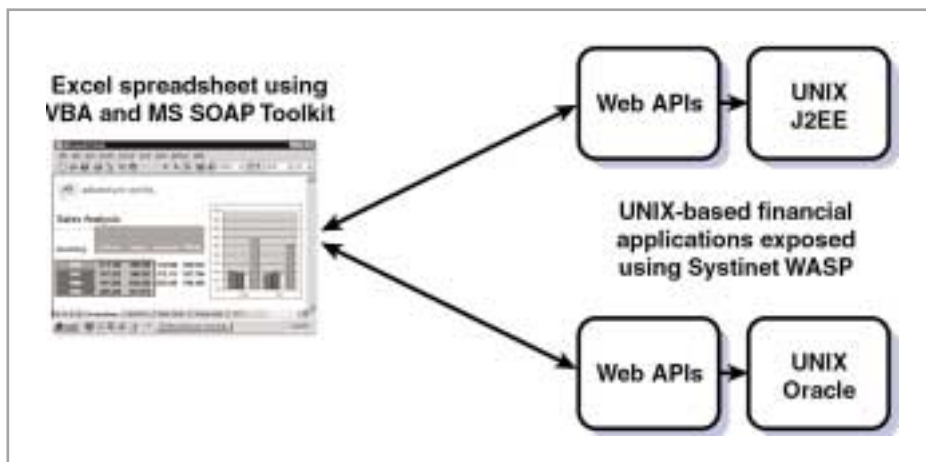 Excel spreadsheet using
VBA and MS SOAP Toolkit
Sales Analysis
Web APIs
UNIX
J2EE
UNIX-based financial
applications exposed
using Systinet WASP
Web APIs
UNIX
Oracle